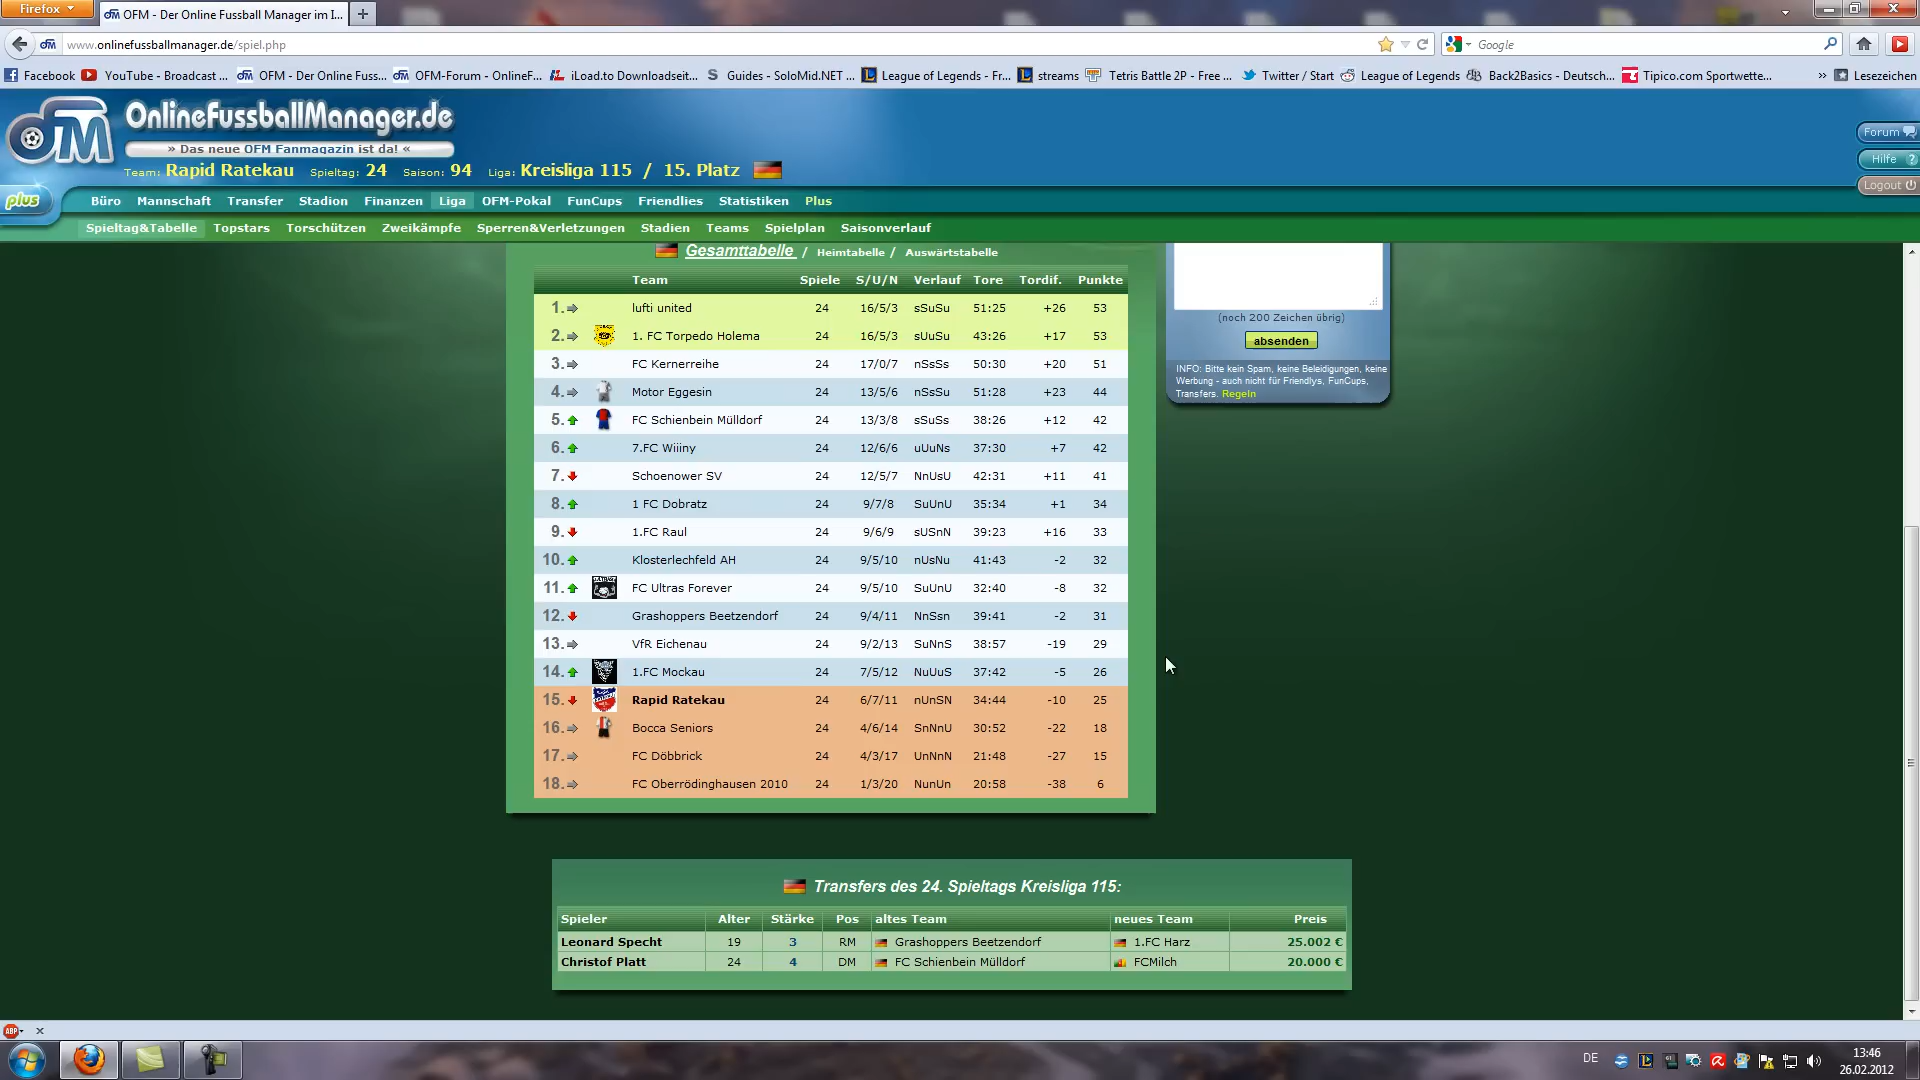 Firefox
OFM - Der Online Fussball Manager im I...
www.onlinefussballmanager.de/spiel.php
Google
Facebook YouTube - Broadcast ... OFM - Der Online Fuss... OFM-Forum - OnlineF... iLoad.to Downloadseit... Guides - SoloMid.NET ... League of Legends - Fr... streams Tetris Battle 2P - Free ... Twitter / Start League of Legends Back2Basics - Deutsch... Tipico.com Sportwette... » Lesezeichen
OFM OnlineFussballManager.de
» Das neue OFM Fanmagazin ist da! «
Team: Rapid Ratekau Spieltag: 24 Saison: 94 Liga: Kreisliga 115 / 15. Platz
Forum
Hilfe ?
Logout
plus
Büro Mannschaft Transfer Stadion Finanzen Liga OFM-Pokal FunCups Friendlies Statistiken Plus
Spieltag&Tabelle Topstars Torschützen Zweikämpfe Sperren&Verletzungen Stadien Teams Spielplan Saisonverlauf
Gesamttabelle / Heimtabelle / Auswärtstabelle
Team Spiele S/U/N Verlauf Tore Tordif. Punkte
1. lufti united 24 16/5/3 sSuSu 51:25 +26 53
2. 1. FC Torpedo Holema 24 16/5/3 sUuSu 43:26 +17 53
3. FC Kernerreihe 24 17/0/7 nSsSs 50:30 +20 51
4. Motor Eggesin 24 13/5/6 nSsSu 51:28 +23 44
5. FC Schienbein Mülldorf 24 13/3/8 sSuSs 38:26 +12 42
6. 7.FC Wiiiny 24 12/6/6 uUuNs 37:30 +7 42
7. Schoenower SV 24 12/5/7 NnUsU 42:31 +11 41
8. 1 FC Dobratz 24 9/7/8 SuUnU 35:34 +1 34
9. 1.FC Raul 24 9/6/9 sUSnN 39:23 +16 33
10. Klosterlechfeld AH 24 9/5/10 nUsNu 41:43 -2 32
11. FC Ultras Forever 24 9/5/10 SuUnU 32:40 -8 32
12. Grashoppers Beetzendorf 24 9/4/11 NnSsn 39:41 -2 31
13. VfR Eichenau 24 9/2/13 SuNnS 38:57 -19 29
14. 1.FC Mockau 24 7/5/12 NuUuS 37:42 -5 26
15. Rapid Ratekau 24 6/7/11 nUnSN 34:44 -10 25
16. Bocca Seniors 24 4/6/14 SnNnU 30:52 -22 18
17. FC Döbbrick 24 4/3/17 UnNnN 21:48 -27 15
18. FC Oberrödinghausen 2010 24 1/3/20 NunUn 20:58 -38 6
(noch 200 Zeichen übrig)
absenden
INFO: Bitte kein Spam, keine Beleidigungen, keine
Werbung - auch nicht für Friendlys, FunCups,
Transfers. Regeln
Transfers des 24. Spieltags Kreisliga 115:
Spieler Alter Stärke Pos altes Team neues Team Preis
Leonard Specht 19 3 RM Grashoppers Beetzendorf 1.FC Harz 25.002 €
Christof Platt 24 4 DM FC Schienbein Mülldorf FCMilch 20.000 €
ABP
DE
13:46
26.02.2012